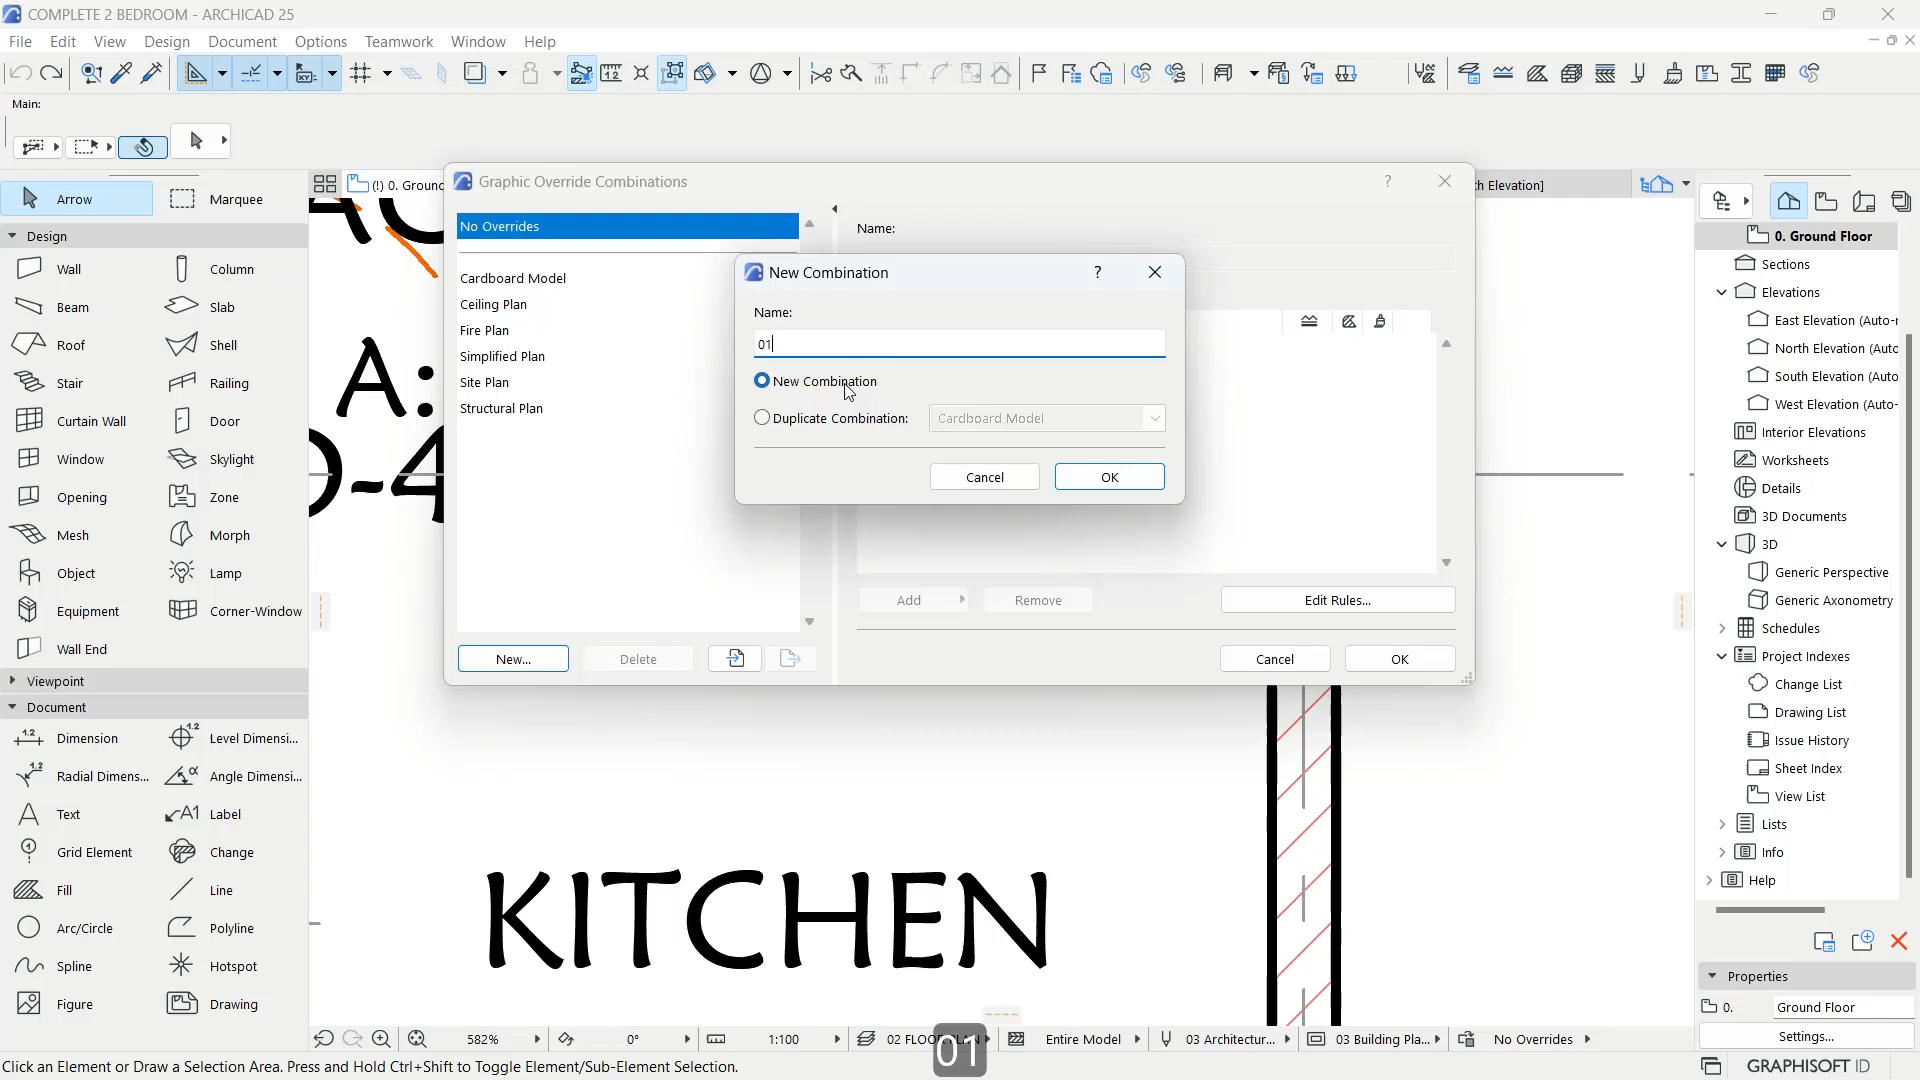 COMPLETE 2 BEDROOM - ARCHICAD 25
File Edit View Design Document Options Teamwork Window Help
Main:
Arrow Marquee
Design
Wall Column
Beam Slab
Roof Shell
Stair Railing
Curtain Wall Door
Window Skylight
Opening Zone
Mesh Morph
Object Lamp
Equipment Corner-Window
Wall End
Viewpoint
Document
Dimension Level Dimensi...
Radial Dimens... Angle Dimensi...
Text Label
Grid Element Change
Fill Line
Arc/Circle Polyline
Spline Hotspot
Figure Drawing
(!) 0. Ground
h Elevation]
A:
D-4
KITCHEN
Graphic Override Combinations
No Overrides
Cardboard Model
Ceiling Plan
Fire Plan
Simplified Plan
Site Plan
Structural Plan
New... Delete
Name:
Add Remove Edit Rules...
Cancel OK
New Combination
Name:
01
New Combination
Duplicate Combination: Cardboard Model
Cancel OK
0. Ground Floor
Sections
Elevations
East Elevation (Auto-r
North Elevation (Auto
South Elevation (Auto
West Elevation (Auto-
Interior Elevations
Worksheets
Details
3D Documents
3D
Generic Perspective
Generic Axonometry
Schedules
Project Indexes
Change List
Drawing List
Issue History
Sheet Index
View List
Lists
Info
Help
Properties
0. Ground Floor
Settings...
582% 0° 1:100 02 FLOOR PLAN Entire Model 03 Architectur... 03 Building Pla... No Overrides
01
Click an Element or Draw a Selection Area. Press and Hold Ctrl+Shift to Toggle Element/Sub-Element Selection.
GRAPHISOFT ID